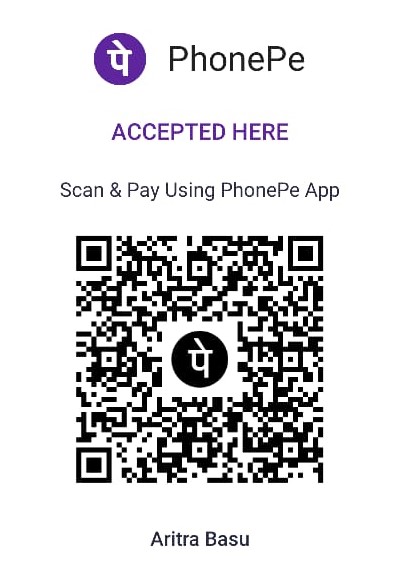 पे PhonePe
ACCEPTED HERE
Scan & Pay Using PhonePe App
पे
Aritra Basu